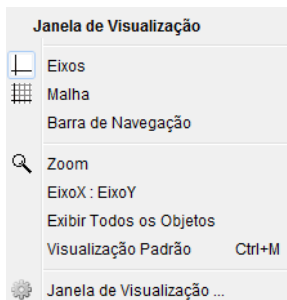 Janela de Visualização
Eixos
Malha
Barra de Navegação
Zoom
EixoX : EixoY
Exibir Todos os Objetos
Visualização Padrão Ctrl+M
Janela de Visualização ...